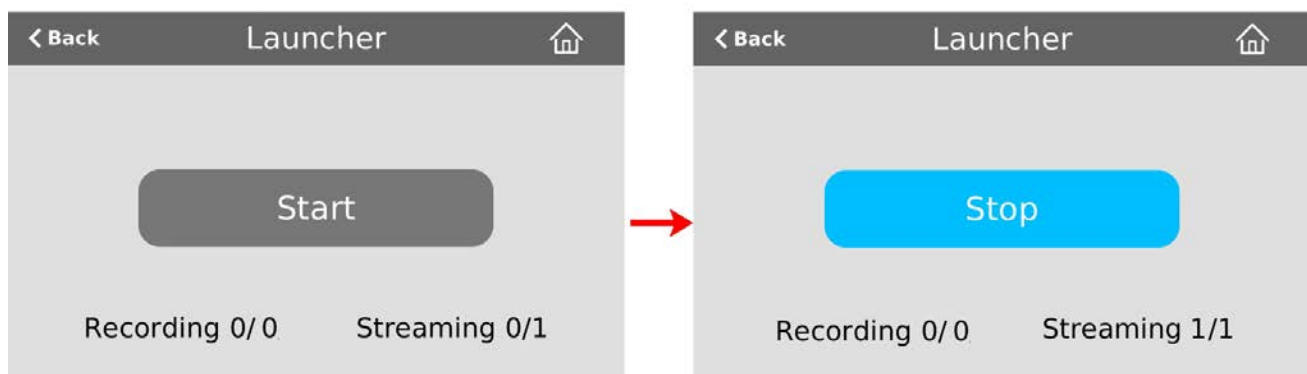 Back Launcher
Start
Recording 0/0 Streaming 0/1
Back Launcher
Stop
Recording 0/0 Streaming 1/1